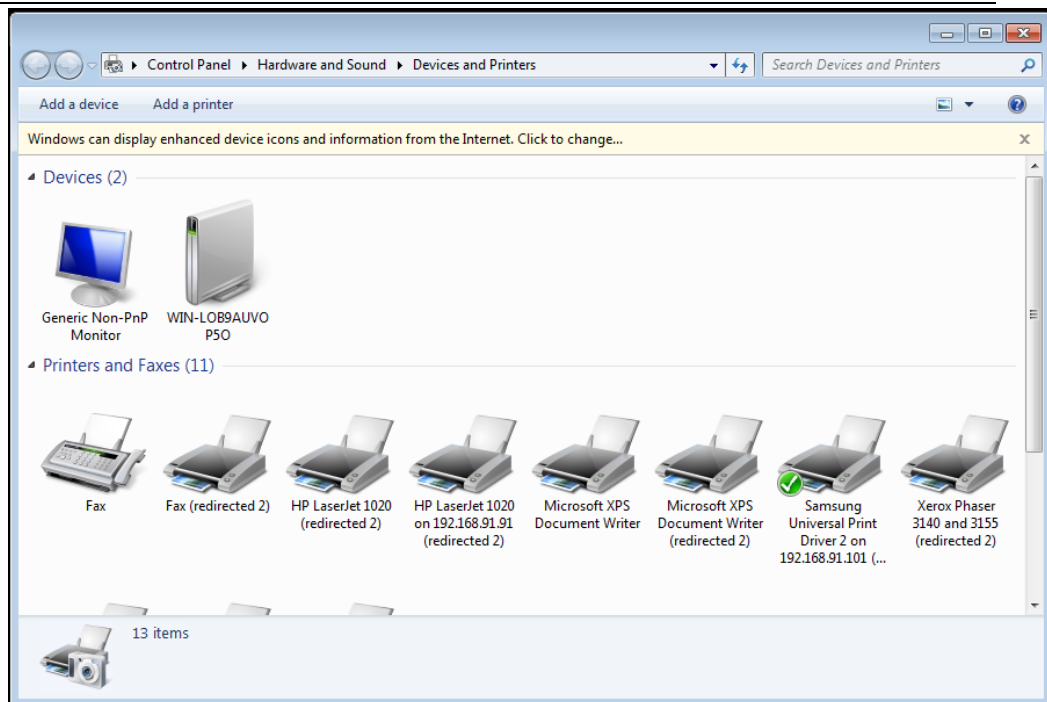 Control Panel ▸ Hardware and Sound ▸ Devices and Printers
Search Devices and Printers
Add a device Add a printer
Windows can display enhanced device icons and information from the Internet. Click to change...
Devices (2)
Generic Non-PnP
Monitor
WIN-LOB9AUVO
P5O
Printers and Faxes (11)
Fax
Fax (redirected 2)
HP LaserJet 1020
(redirected 2)
HP LaserJet 1020
on 192.168.91.91
(redirected 2)
Microsoft XPS
Document Writer
Microsoft XPS
Document Writer
(redirected 2)
Samsung
Universal Print
Driver 2 on
192.168.91.101 (...
Xerox Phaser
3140 and 3155
(redirected 2)
13 items